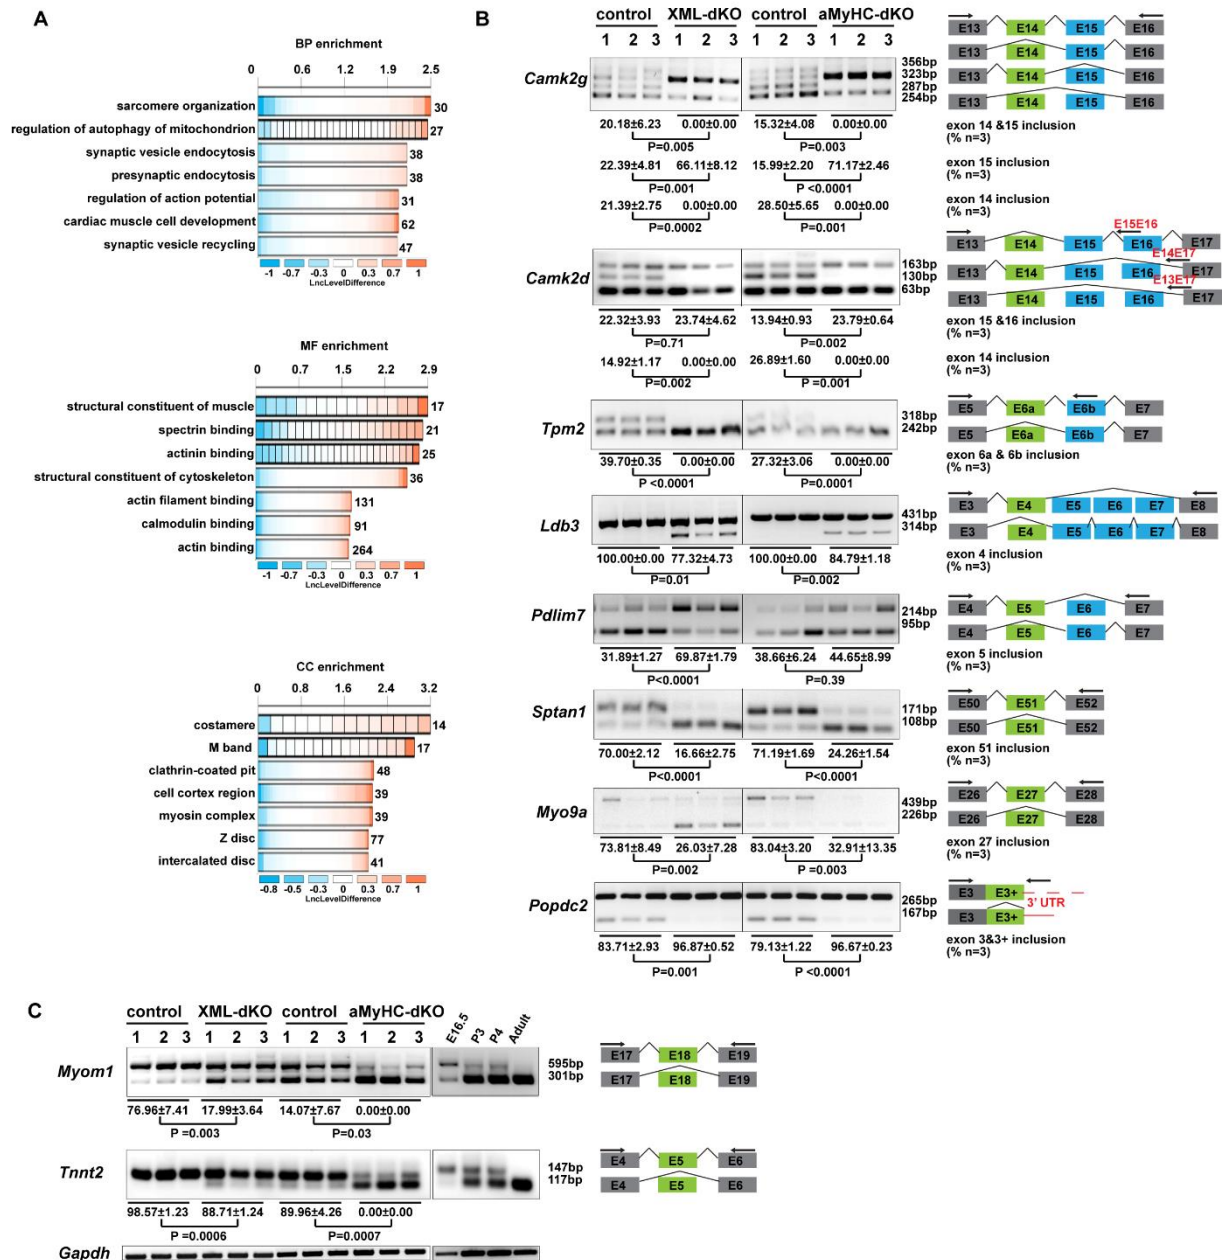 A
BP enrichment
0 0.6 1.2 1.9 2.5
sarcomere organization 30
regulation of autophagy of mitochondrion 27
synaptic vesicle endocytosis 38
presynaptic endocytosis 38
regulation of action potential 31
cardiac muscle cell development 62
synaptic vesicle recycling 47
-1 -0.7 -0.3 0 0.3 0.7 1
LncLevelDifference
MF enrichment
0 0.7 1.4 2.2 2.9
structural constituent of muscle 17
spectrin binding 21
actinin binding 25
structural constituent of cytoskeleton 36
actin filament binding 131
calmodulin binding 91
actin binding 264
-1 -0.7 -0.3 0 0.3 0.7 1
LncLevelDifference
CC enrichment
0 0.8 1.6 2.4 3.2
costamere 14
M band 17
clathrin-coated pit 48
cell cortex region 39
myosin complex 39
Z disc 77
intercalated disc 41
-0.8 -0.5 -0.3 0 0.3 0.7 1
LncLevelDifference
B
control XML-dKO control aMyHC-dKO
1 2 3 1 2 3 1 2 3 1 2 3
Camk2g
356bp
323bp
287bp
254bp
20.18±6.23 0.00±0.00 15.32±4.08 0.00±0.00
P=0.005 P=0.003
22.39±4.81 66.11±8.12 15.99±2.20 71.17±2.46
P=0.001 P <0.0001
21.39±2.75 0.00±0.00 28.50±5.65 0.00±0.00
P=0.0002 P=0.001
E13 E14 E15 E16
E13 E14 E15 E16
E13 E14 E15 E16
E13 E14 E15 E16
exon 14 &15 inclusion
(% n=3)
exon 15 inclusion
(% n=3)
exon 14 inclusion
(% n=3)
Camk2d
163bp
130bp
63bp
22.32±3.93 23.74±4.62 13.94±0.93 23.79±0.64
P=0.71 P=0.002
14.92±1.17 0.00±0.00 26.89±1.60 0.00±0.00
P=0.002 P=0.001
E15E16
E13 E14 E15 E16 E17
E14E17
E13 E14 E15 E16 E17
E13E17
E13 E14 E15 E16 E17
exon 15 &16 inclusion
(% n=3)
exon 14 inclusion
(% n=3)
Tpm2
318bp
242bp
39.70±0.35 0.00±0.00 27.32±3.06 0.00±0.00
P <0.0001 P=0.0001
E5 E6a E6b E7
E5 E6a E6b E7
exon 6a & 6b inclusion
(% n=3)
Ldb3
431bp
314bp
100.00±0.00 77.32±4.73 100.00±0.00 84.79±1.18
P=0.01 P=0.002
E3 E4 E5 E6 E7 E8
E3 E4 E5 E6 E7 E8
exon 4 inclusion
(% n=3)
Pdlim7
214bp
95bp
31.89±1.27 69.87±1.79 38.66±6.24 44.65±8.99
P<0.0001 P=0.39
E4 E5 E6 E7
E4 E5 E6 E7
exon 5 inclusion
(% n=3)
Sptan1
171bp
108bp
70.00±2.12 16.66±2.75 71.19±1.69 24.26±1.54
P<0.0001 P<0.0001
E50 E51 E52
E50 E51 E52
exon 51 inclusion
(% n=3)
Myo9a
439bp
226bp
73.81±8.49 26.03±7.28 83.04±3.20 32.91±13.35
P=0.002 P=0.003
E26 E27 E28
E26 E27 E28
exon 27 inclusion
(% n=3)
Popdc2
265bp
167bp
83.71±2.93 96.87±0.52 79.13±1.22 96.67±0.23
P=0.001 P <0.0001
E3 E3+
3' UTR
E3 E3+
exon 3&3+ inclusion
(% n=3)
C
control XML-dKO control aMyHC-dKO E16.5 P3 P4 Adult
1 2 3 1 2 3 1 2 3 1 2 3
Myom1
595bp
301bp
76.96±7.41 17.99±3.64 14.07±7.67 0.00±0.00
P =0.003 P=0.03
E17 E18 E19
E17 E18 E19
Tnnt2
147bp
117bp
98.57±1.23 88.71±1.24 89.96±4.26 0.00±0.00
P =0.0006 P=0.0007
E4 E5 E6
E4 E5 E6
Gapdh